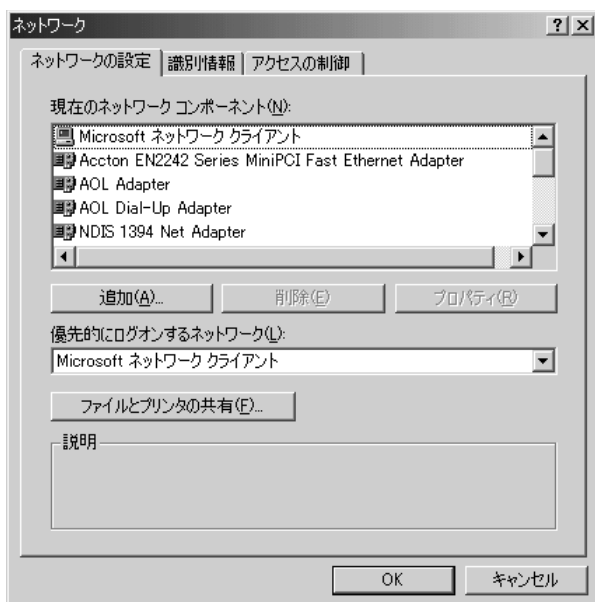 ネットワーク
ネットワークの設定 識別情報 アクセスの制御
現在のネットワーク コンポーネント(N):
Microsoft ネットワーク クライアント
Accton EN2242 Series MiniPCI Fast Ethernet Adapter
AOL Adapter
AOL Dial-Up Adapter
NDIS 1394 Net Adapter
追加(A)... 削除(E) プロパティ(R)
優先的にログオンするネットワーク(L):
Microsoft ネットワーク クライアント
ファイルとプリンタの共有(F)...
説明
OK キャンセル